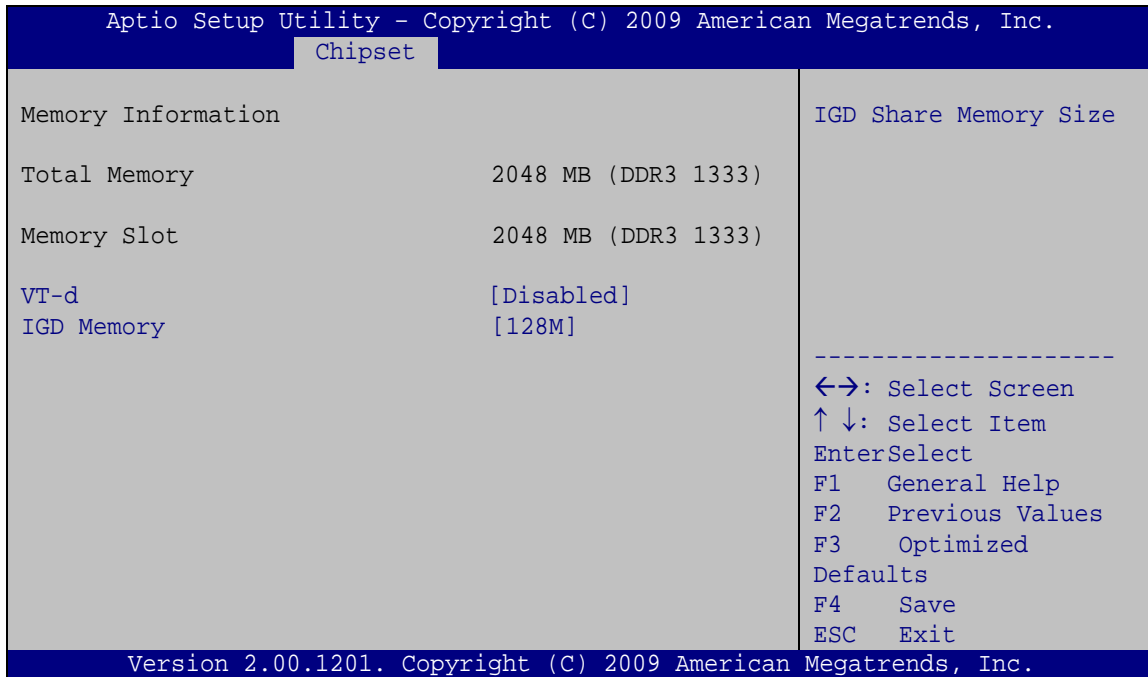 Aptio Setup Utility – Copyright (C) 2009 American Megatrends, Inc.
Chipset
Memory Information
Total Memory 2048 MB (DDR3 1333)
Memory Slot 2048 MB (DDR3 1333)
VT-d [Disabled]
IGD Memory [128M]
IGD Share Memory Size
---------------------
←→: Select Screen
↑ ↓: Select Item
EnterSelect
F1 General Help
F2 Previous Values
F3 Optimized
Defaults
F4 Save
ESC Exit
Version 2.00.1201. Copyright (C) 2009 American Megatrends, Inc.